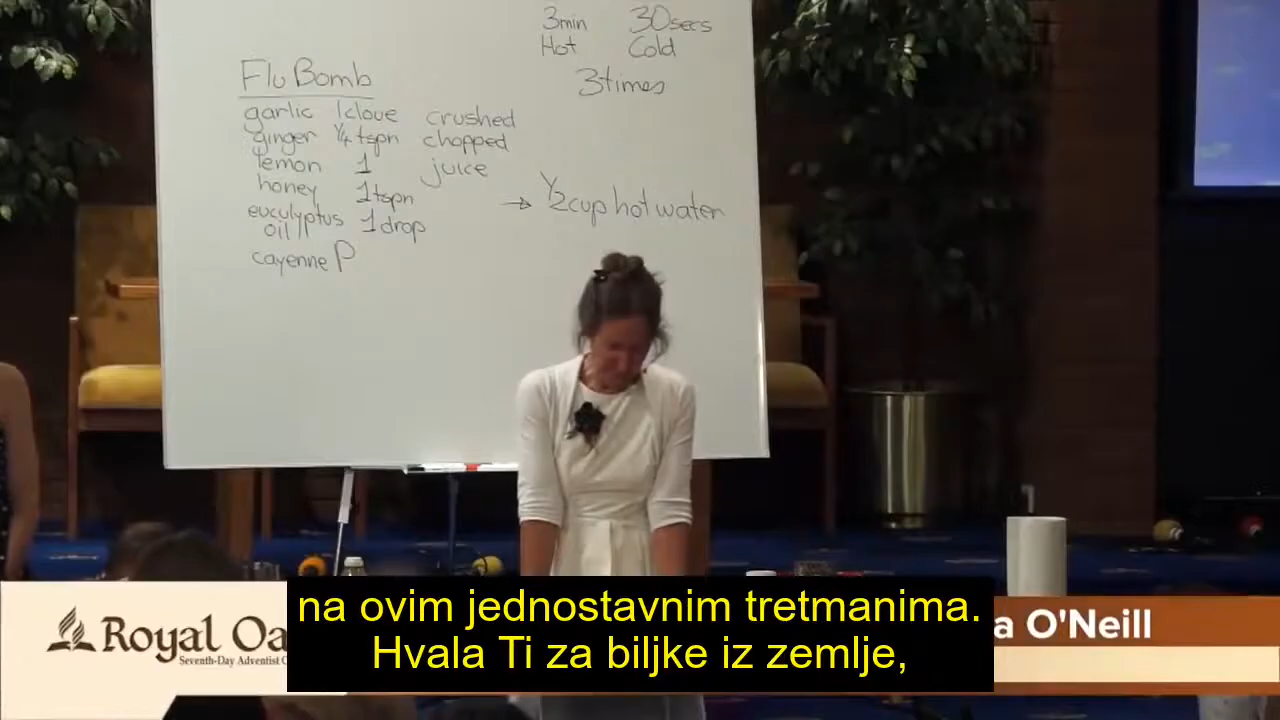 3min 30secs
Hot Cold
3times
Flu Bomb
garlic 1clove crushed
ginger 1/4 tspn chopped
lemon 1 juice
honey 1tspn
→ 1/2cup hot water
euculyptus
oil 1 drop
cayenne P
na ovim jednostavnim tretmanima.
Hvala Ti za biljke iz zemlje,
Royal Oa
Seventh-Day Adventist C
a O'Neill